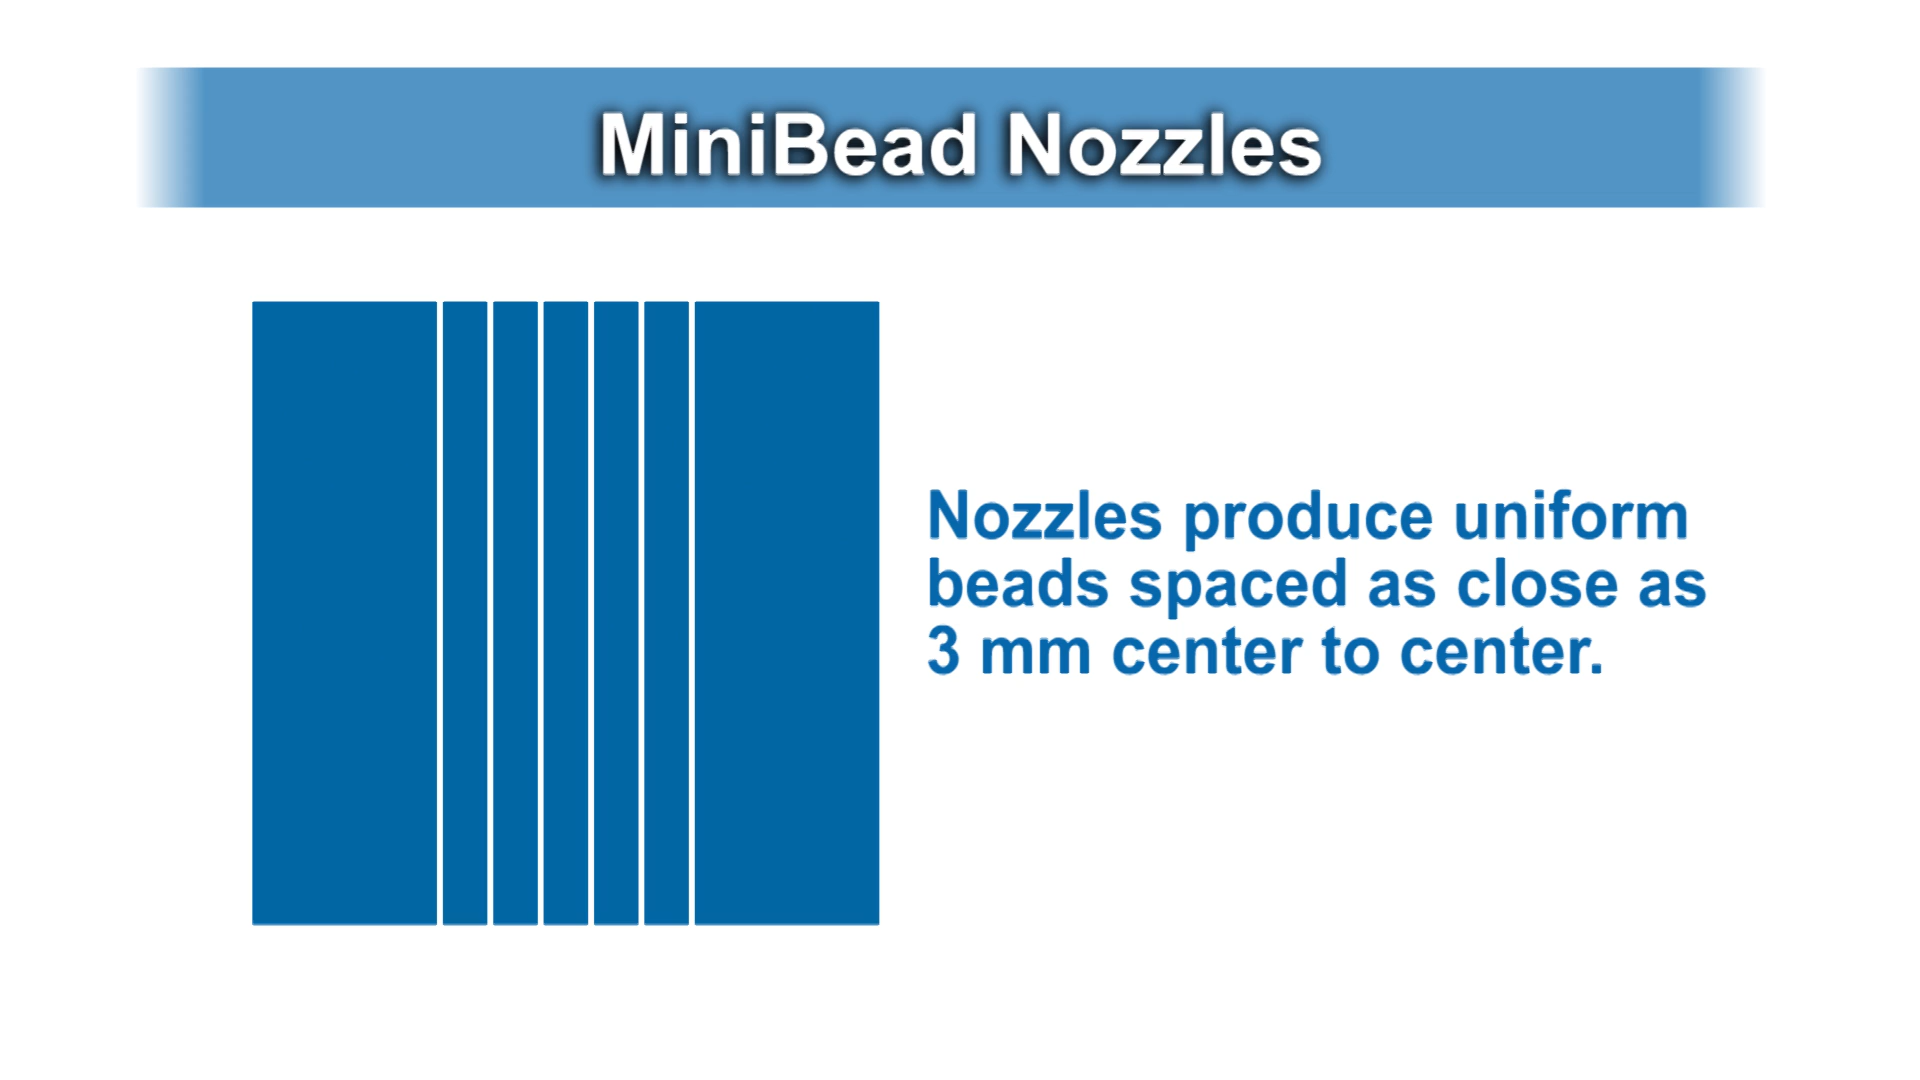 MiniBead Nozzles
Nozzles produce uniform
beads spaced as close as
3 mm center to center.